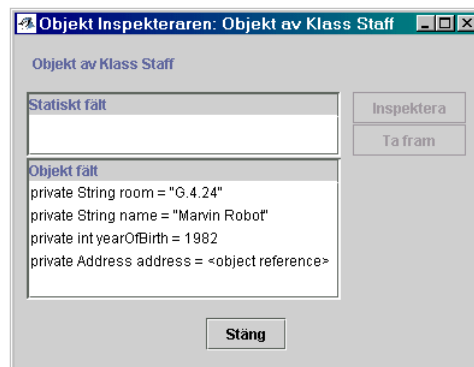 Objekt Inspekteraren: Objekt av Klass Staff
Objekt av Klass Staff
Statiskt fält
Inspektera
Ta fram
Objekt fält
private String room = "G.4.24"
private String name = "Marvin Robot"
private int yearOfBirth = 1982
private Address address = <object reference>
Stäng